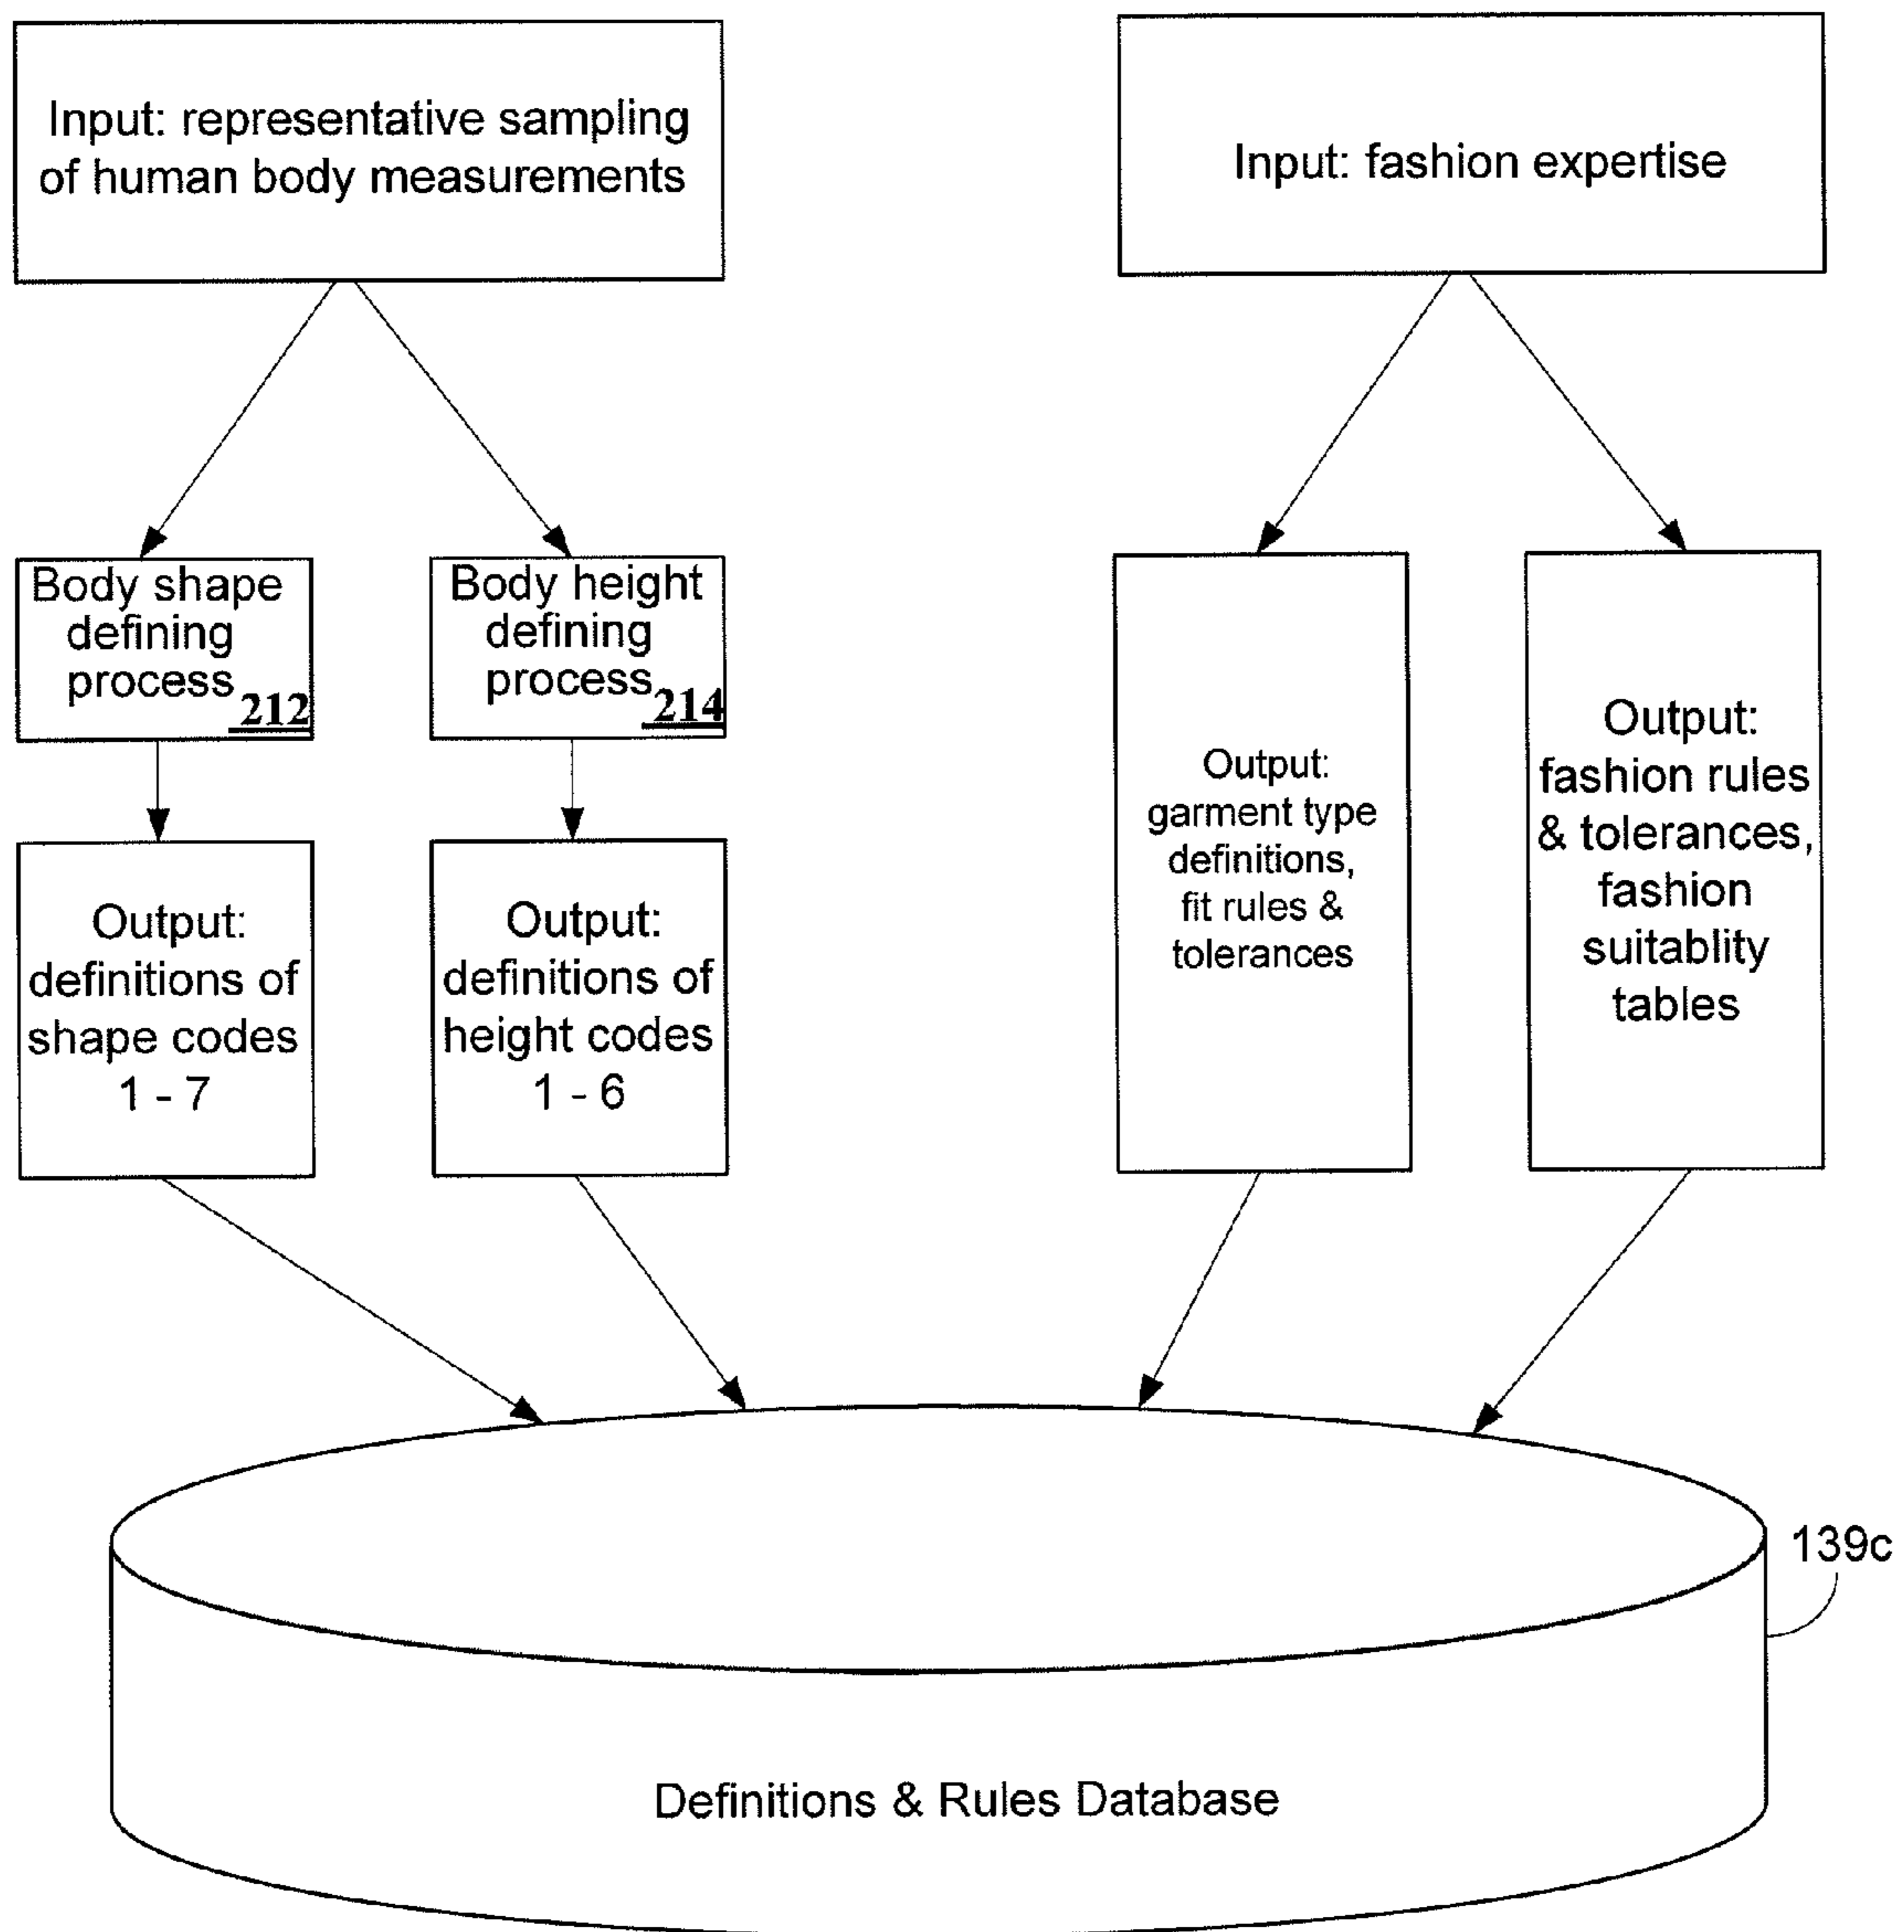 Input: representative sampling
of human body measurements
Input: fashion expertise
Body shape
defining
process
212
Body height
defining
process
214
Output:
definitions of
shape codes
1 - 7
Output:
definitions of
height codes
1 - 6
Output:
garment type
definitions,
fit rules &
tolerances
Output:
fashion rules
& tolerances,
fashion
suitablity
tables
139c
Definitions & Rules Database